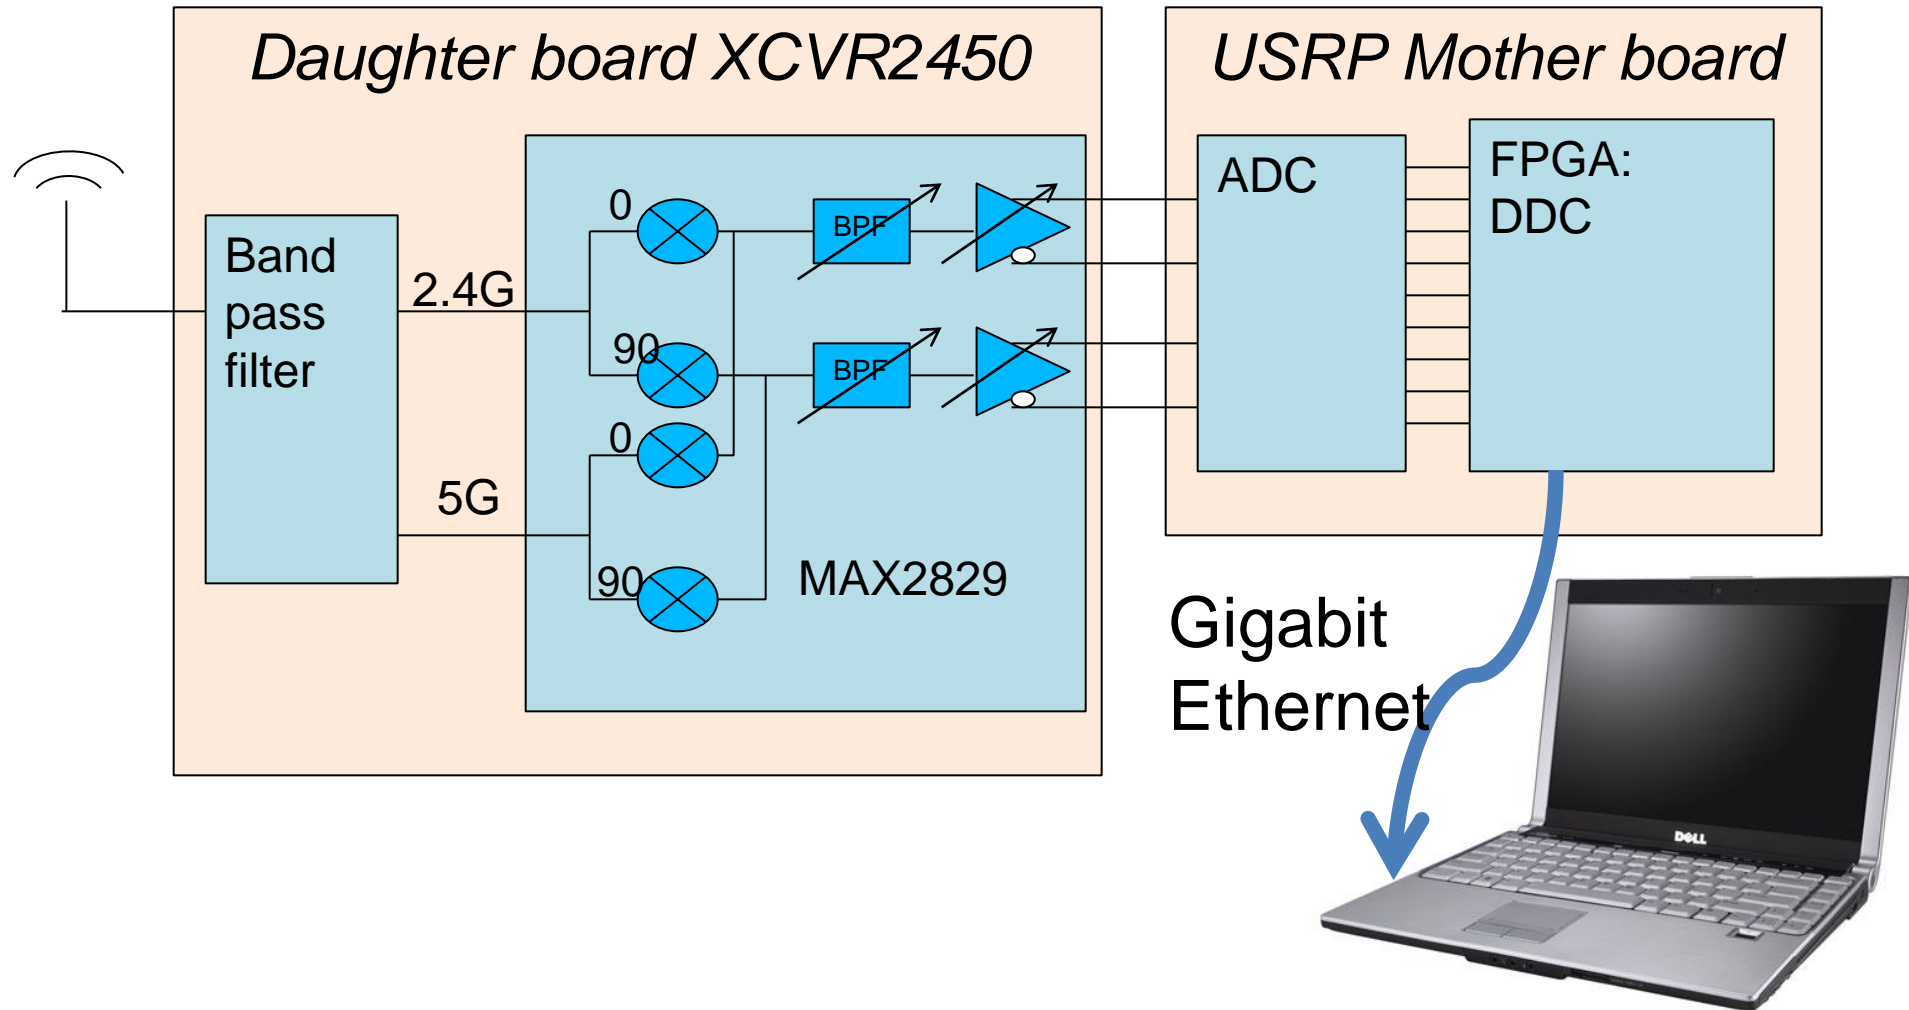 Daughter board XCVR2450
USRP Mother board
Band
pass
filter
2.4G
5G
0
90
0
90
BPF
BPF
MAX2829
ADC
FPGA:
DDC
Gigabit
Ethernet
DELL